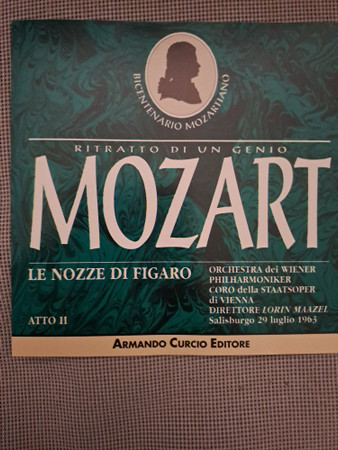 BICENTENARIO MOZARTIANO
RITRATTO DI UN GENIO
MOZART
LE NOZZE DI FIGARO
ATTO II
ORCHESTRA dei WIENER
PHILHARMONIKER
CORO della STAATSOPER
di VIENNA
DIRETTORE LORIN MAAZEL
Salisburgo 29 luglio 1963
ARMANDO CURCIO EDITORE